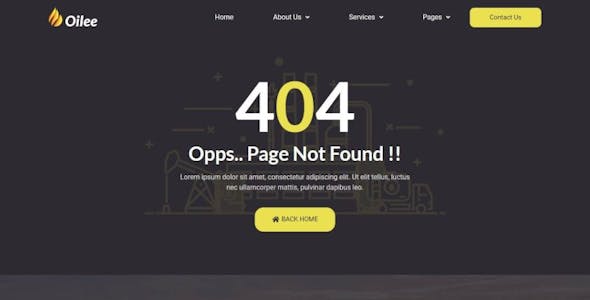 Oilee
Home
About Us
Services
Pages
Contact Us
404
Opps.. Page Not Found !!
Lorem ipsum dolor sit amet, consectetur adipiscing elit. Ut elit tellus, luctus
nec ullamcorper mattis, pulvinar dapibus leo.
BACK HOME